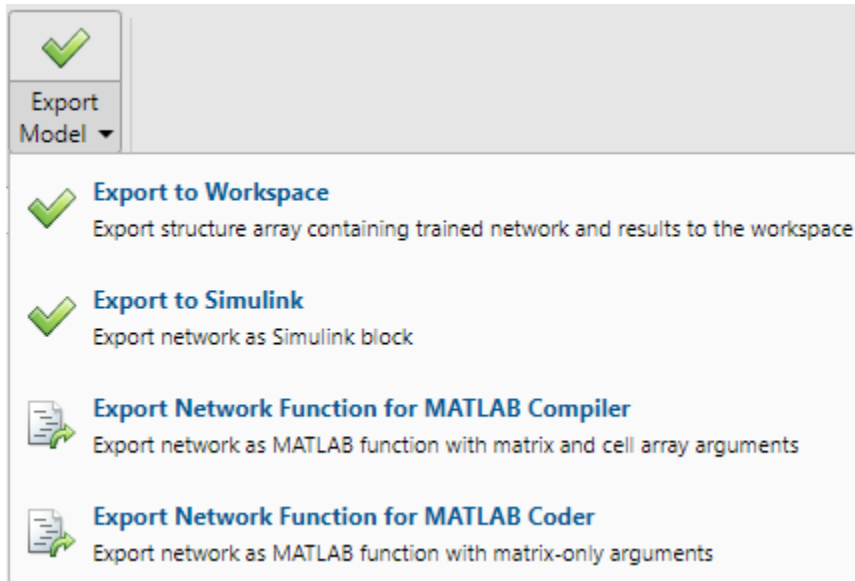 Export
Model
Export to Workspace
Export structure array containing trained network and results to the workspace
Export to Simulink
Export network as Simulink block
Export Network Function for MATLAB Compiler
Export network as MATLAB function with matrix and cell array arguments
Export Network Function for MATLAB Coder
Export network as MATLAB function with matrix-only arguments